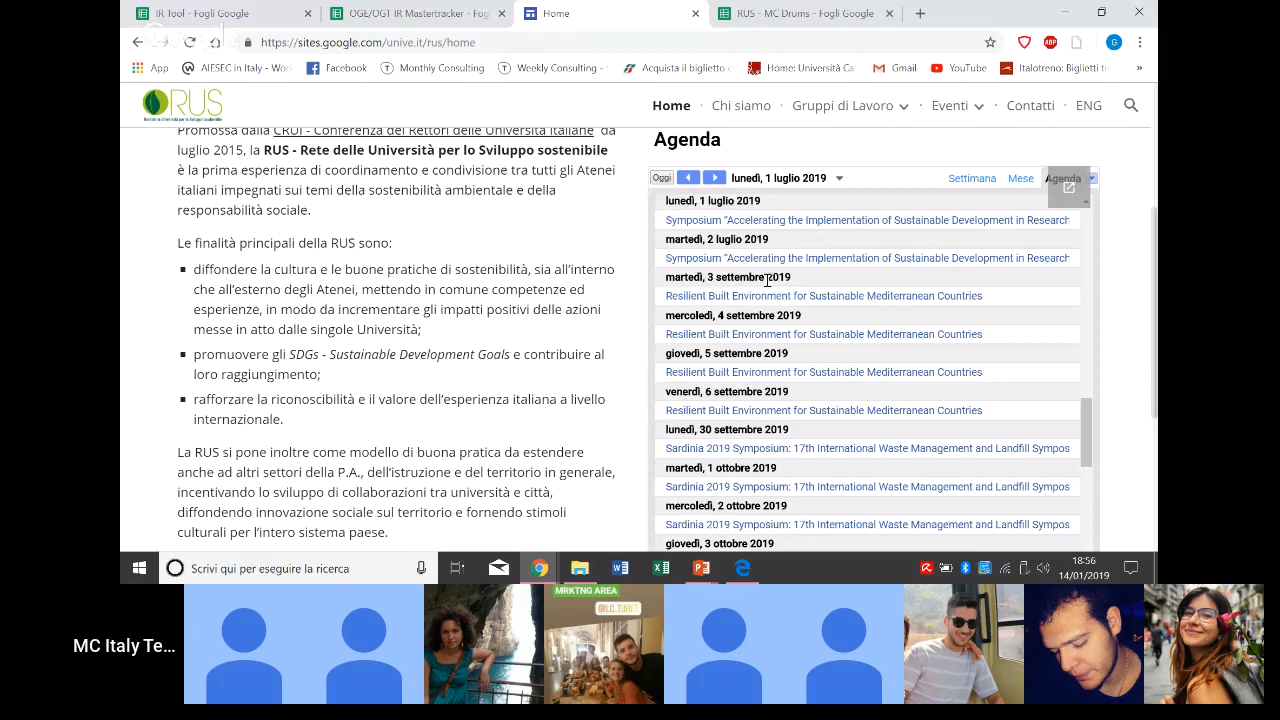 IR Tool - Fogli Google
OGE/OGT IR Mastertracker - Fogl
Home
RUS - MC Drums - Fogli Google
https://sites.google.com/unive.it/rus/home
App
AIESEC in Italy - Work
Facebook
Monthly Consulting
Weekly Consulting -
Acquista il biglietto c
Home: Università Ca
Gmail
YouTube
Italotreno: Biglietti tr
RUS
Home
Chi siamo
Gruppi di Lavoro
Eventi
Contatti
ENG
Promossa dalla CRUI - Conferenza dei Rettori delle Università Italiane da
luglio 2015, la RUS - Rete delle Università per lo Sviluppo sostenibile
è la prima esperienza di coordinamento e condivisione tra tutti gli Atenei
italiani impegnati sui temi della sostenibilità ambientale e della
responsabilità sociale.
Le finalità principali della RUS sono:
diffondere la cultura e le buone pratiche di sostenibilità, sia all'interno
che all'esterno degli Atenei, mettendo in comune competenze ed
esperienze, in modo da incrementare gli impatti positivi delle azioni
messe in atto dalle singole Università;
promuovere gli SDGs - Sustainable Development Goals e contribuire al
loro raggiungimento;
rafforzare la riconoscibilità e il valore dell'esperienza italiana a livello
internazionale.
La RUS si pone inoltre come modello di buona pratica da estendere
anche ad altri settori della P.A., dell'istruzione e del territorio in generale,
incentivando lo sviluppo di collaborazioni tra università e città,
diffondendo innovazione sociale sul territorio e fornendo stimoli
culturali per l'intero sistema paese.
Agenda
Oggi
lunedì, 1 luglio 2019
Settimana
Mese
Agenda
lunedì, 1 luglio 2019
Symposium "Accelerating the Implementation of Sustainable Development in Research
martedì, 2 luglio 2019
Symposium "Accelerating the Implementation of Sustainable Development in Research
martedì, 3 settembre 2019
Resilient Built Environment for Sustainable Mediterranean Countries
mercoledì, 4 settembre 2019
Resilient Built Environment for Sustainable Mediterranean Countries
giovedì, 5 settembre 2019
Resilient Built Environment for Sustainable Mediterranean Countries
venerdì, 6 settembre 2019
Resilient Built Environment for Sustainable Mediterranean Countries
lunedì, 30 settembre 2019
Sardinia 2019 Symposium: 17th International Waste Management and Landfill Sympos
martedì, 1 ottobre 2019
Sardinia 2019 Symposium: 17th International Waste Management and Landfill Sympos
mercoledì, 2 ottobre 2019
Sardinia 2019 Symposium: 17th International Waste Management and Landfill Sympos
giovedì, 3 ottobre 2019
Scrivi qui per eseguire la ricerca
18:56
14/01/2019
MC Italy Te...
MRKTNG AREA